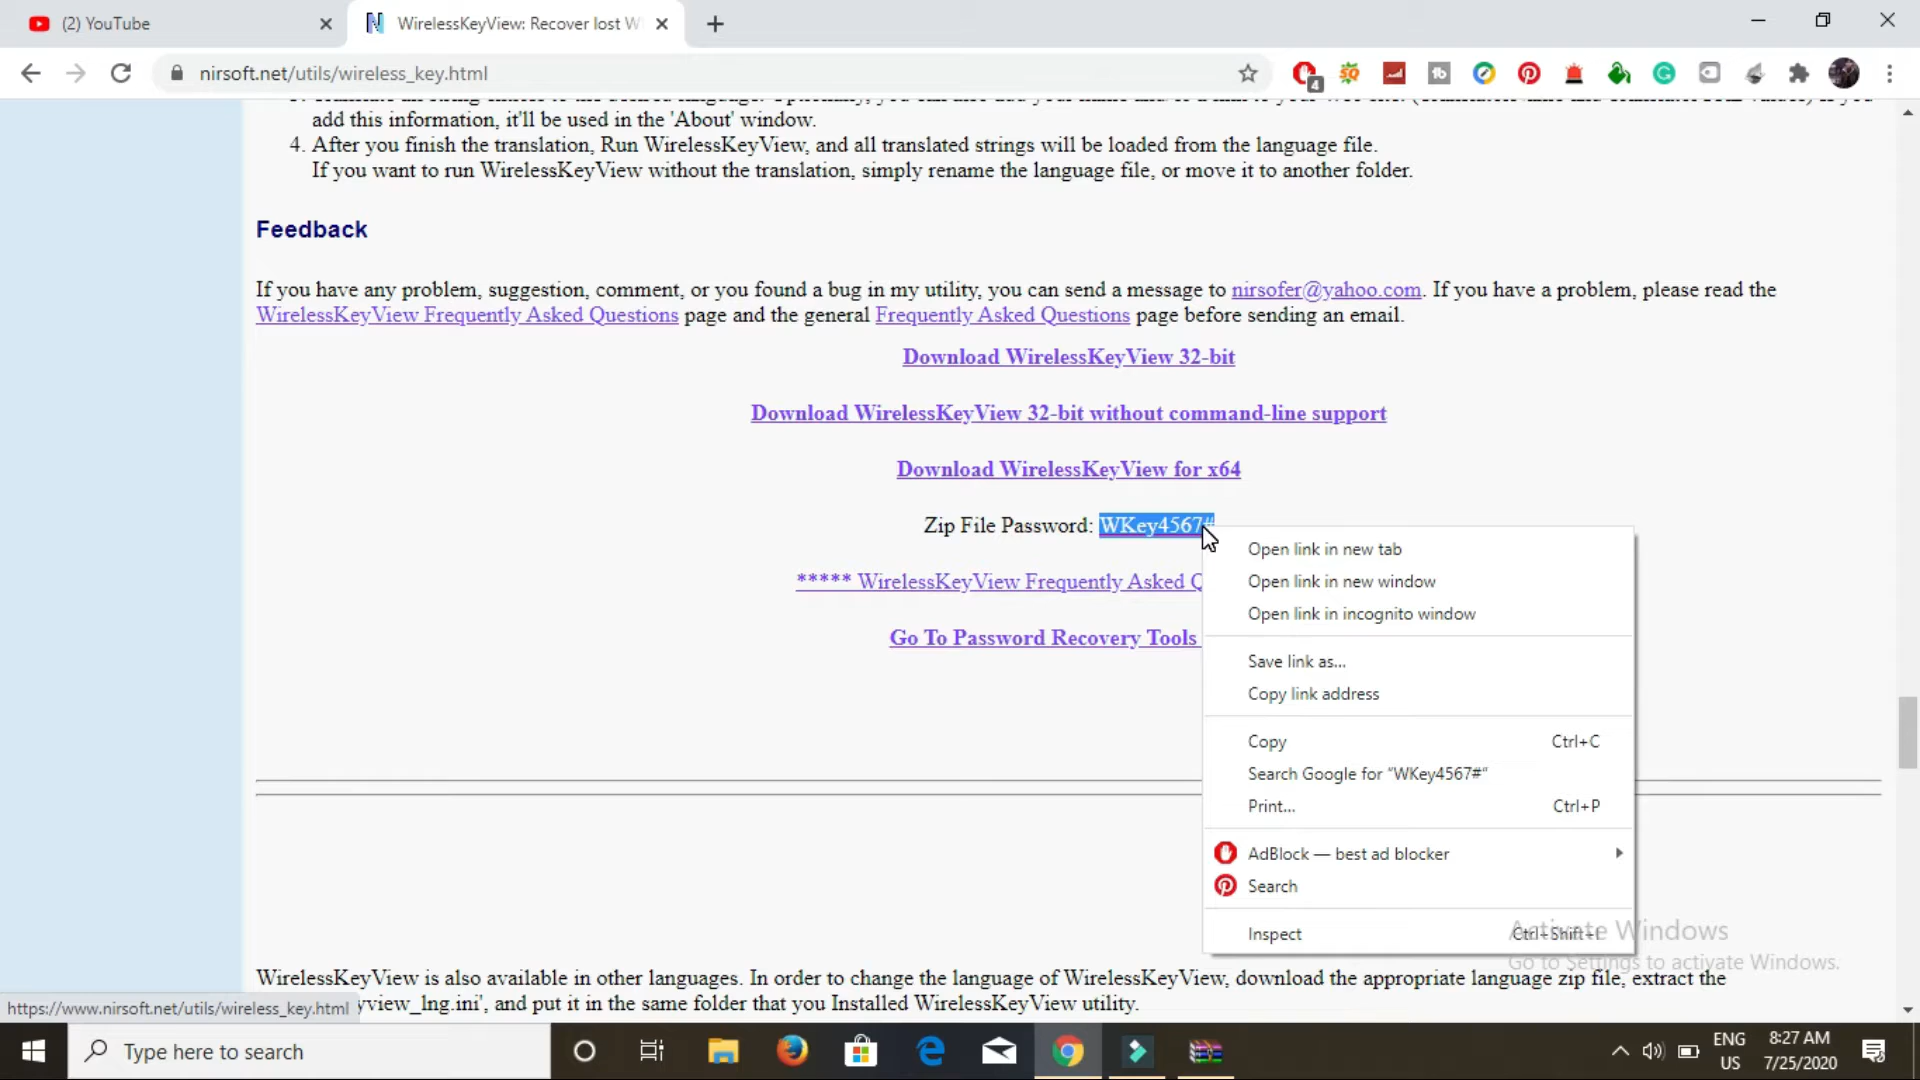 (2) YouTube
WirelessKeyView: Recover lost W
nirsoft.net/utils/wireless_key.html
4
add this information, it'll be used in the 'About' window.
4. After you finish the translation, Run WirelessKeyView, and all translated strings will be loaded from the language file.
If you want to run WirelessKeyView without the translation, simply rename the language file, or move it to another folder.
Feedback
If you have any problem, suggestion, comment, or you found a bug in my utility, you can send a message to nirsofer@yahoo.com. If you have a problem, please read the
WirelessKeyView Frequently Asked Questions page and the general Frequently Asked Questions page before sending an email.
Download WirelessKeyView 32-bit
Download WirelessKeyView 32-bit without command-line support
Download WirelessKeyView for x64
Zip File Password: WKey4567#
***** WirelessKeyView Frequently Asked Q
Go To Password Recovery Tools
Open link in new tab
Open link in new window
Open link in incognito window
Save link as...
Copy link address
Copy Ctrl+C
Search Google for “WKey4567#”
Print... Ctrl+P
AdBlock — best ad blocker
Search
Inspect Ctrl+Shift+I
Activate Windows
Go to Settings to activate Windows.
WirelessKeyView is also available in other languages. In order to change the language of WirelessKeyView, download the appropriate language zip file, extract the
https://www.nirsoft.net/utils/wireless_key.html yview_lng.ini', and put it in the same folder that you Installed WirelessKeyView utility.
Type here to search
ENG
US
8:27 AM
7/25/2020